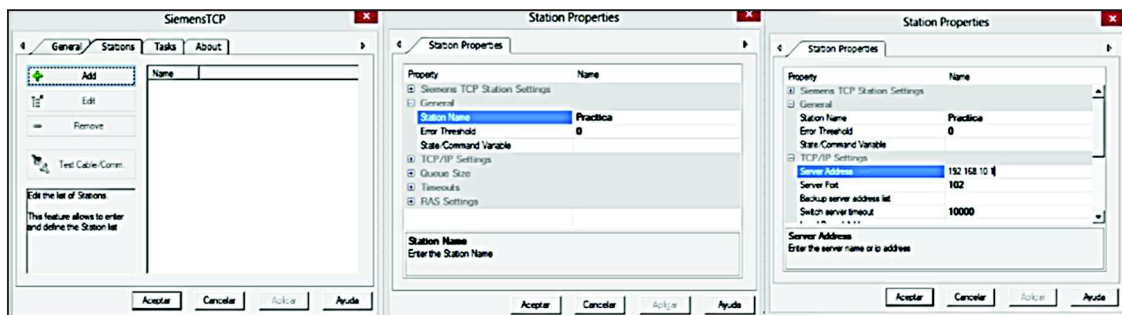 SiemensTCP
General Stations Tasks About
Add
Edit
Remove
Test Cable/Comm.
Edit the list of Stations.
This feature allows to enter
and define the Station list
Name
Aceptar Cancelar Aplicar Ayuda
Station Properties
Station Properties
Property Name
Siemens TCP Station Settings
General
Station Name Practica
Error Threshold 0
State/Command Variable
TCP/IP Settings
Queue Size
Timeouts
RAS Settings
Station Name
Enter the Station Name
Aceptar Cancelar Aplicar Ayuda
Station Properties
Station Properties
Property Name
Siemens TCP Station Settings
General
Station Name Practica
Error Threshold 0
State/Command Variable
TCP/IP Settings
Server Address 192.168.10.1
Server Port 102
Backup server address list
Switch server timeout 10000
Server Address
Enter the server name or ip address
Aceptar Cancelar Aplicar Ayuda